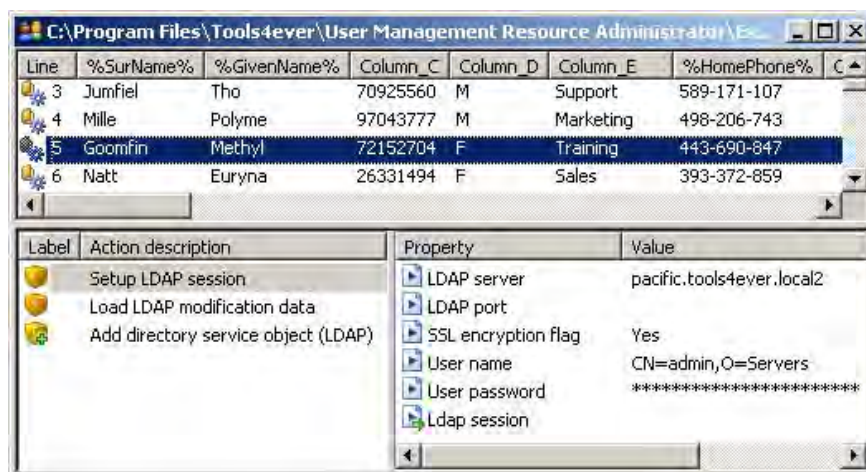 C:\Program Files\Tools4ever\User Management Resource Administrator\Ex...
Line %SurName% %GivenName% Column_C Column_D Column_E %HomePhone% C
3 Jumfiel Tho 70925560 M Support 589-171-107
4 Mille Polyme 97043777 M Marketing 498-206-743
5 Goomfin Methyl 72152704 F Training 443-690-847
6 Natt Euryna 26331494 F Sales 393-372-859
Label Action description
Setup LDAP session
Load LDAP modification data
Add directory service object (LDAP)
Property Value
LDAP server pacific.tools4ever.local2
LDAP port
SSL encryption flag Yes
User name CN=admin,O=Servers
User password ************************
Ldap session